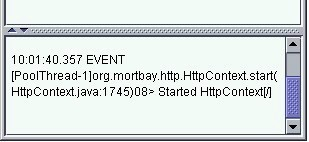 10:01:40.357 EVENT
[PoolThread-1]org.mortbay.http.HttpContext.start(
HttpContext.java:1745)08> Started HttpContext[/]